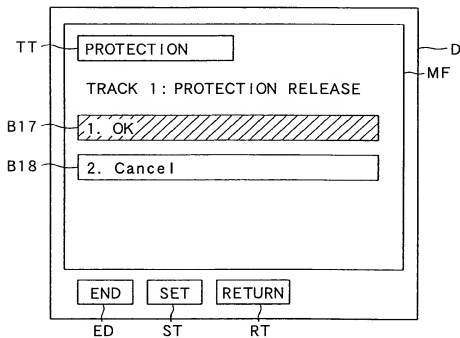 TT PROTECTION D
MF
TRACK 1: PROTECTION RELEASE
B17 1. OK
B18 2. Cancel
END SET RETURN
ED ST RT